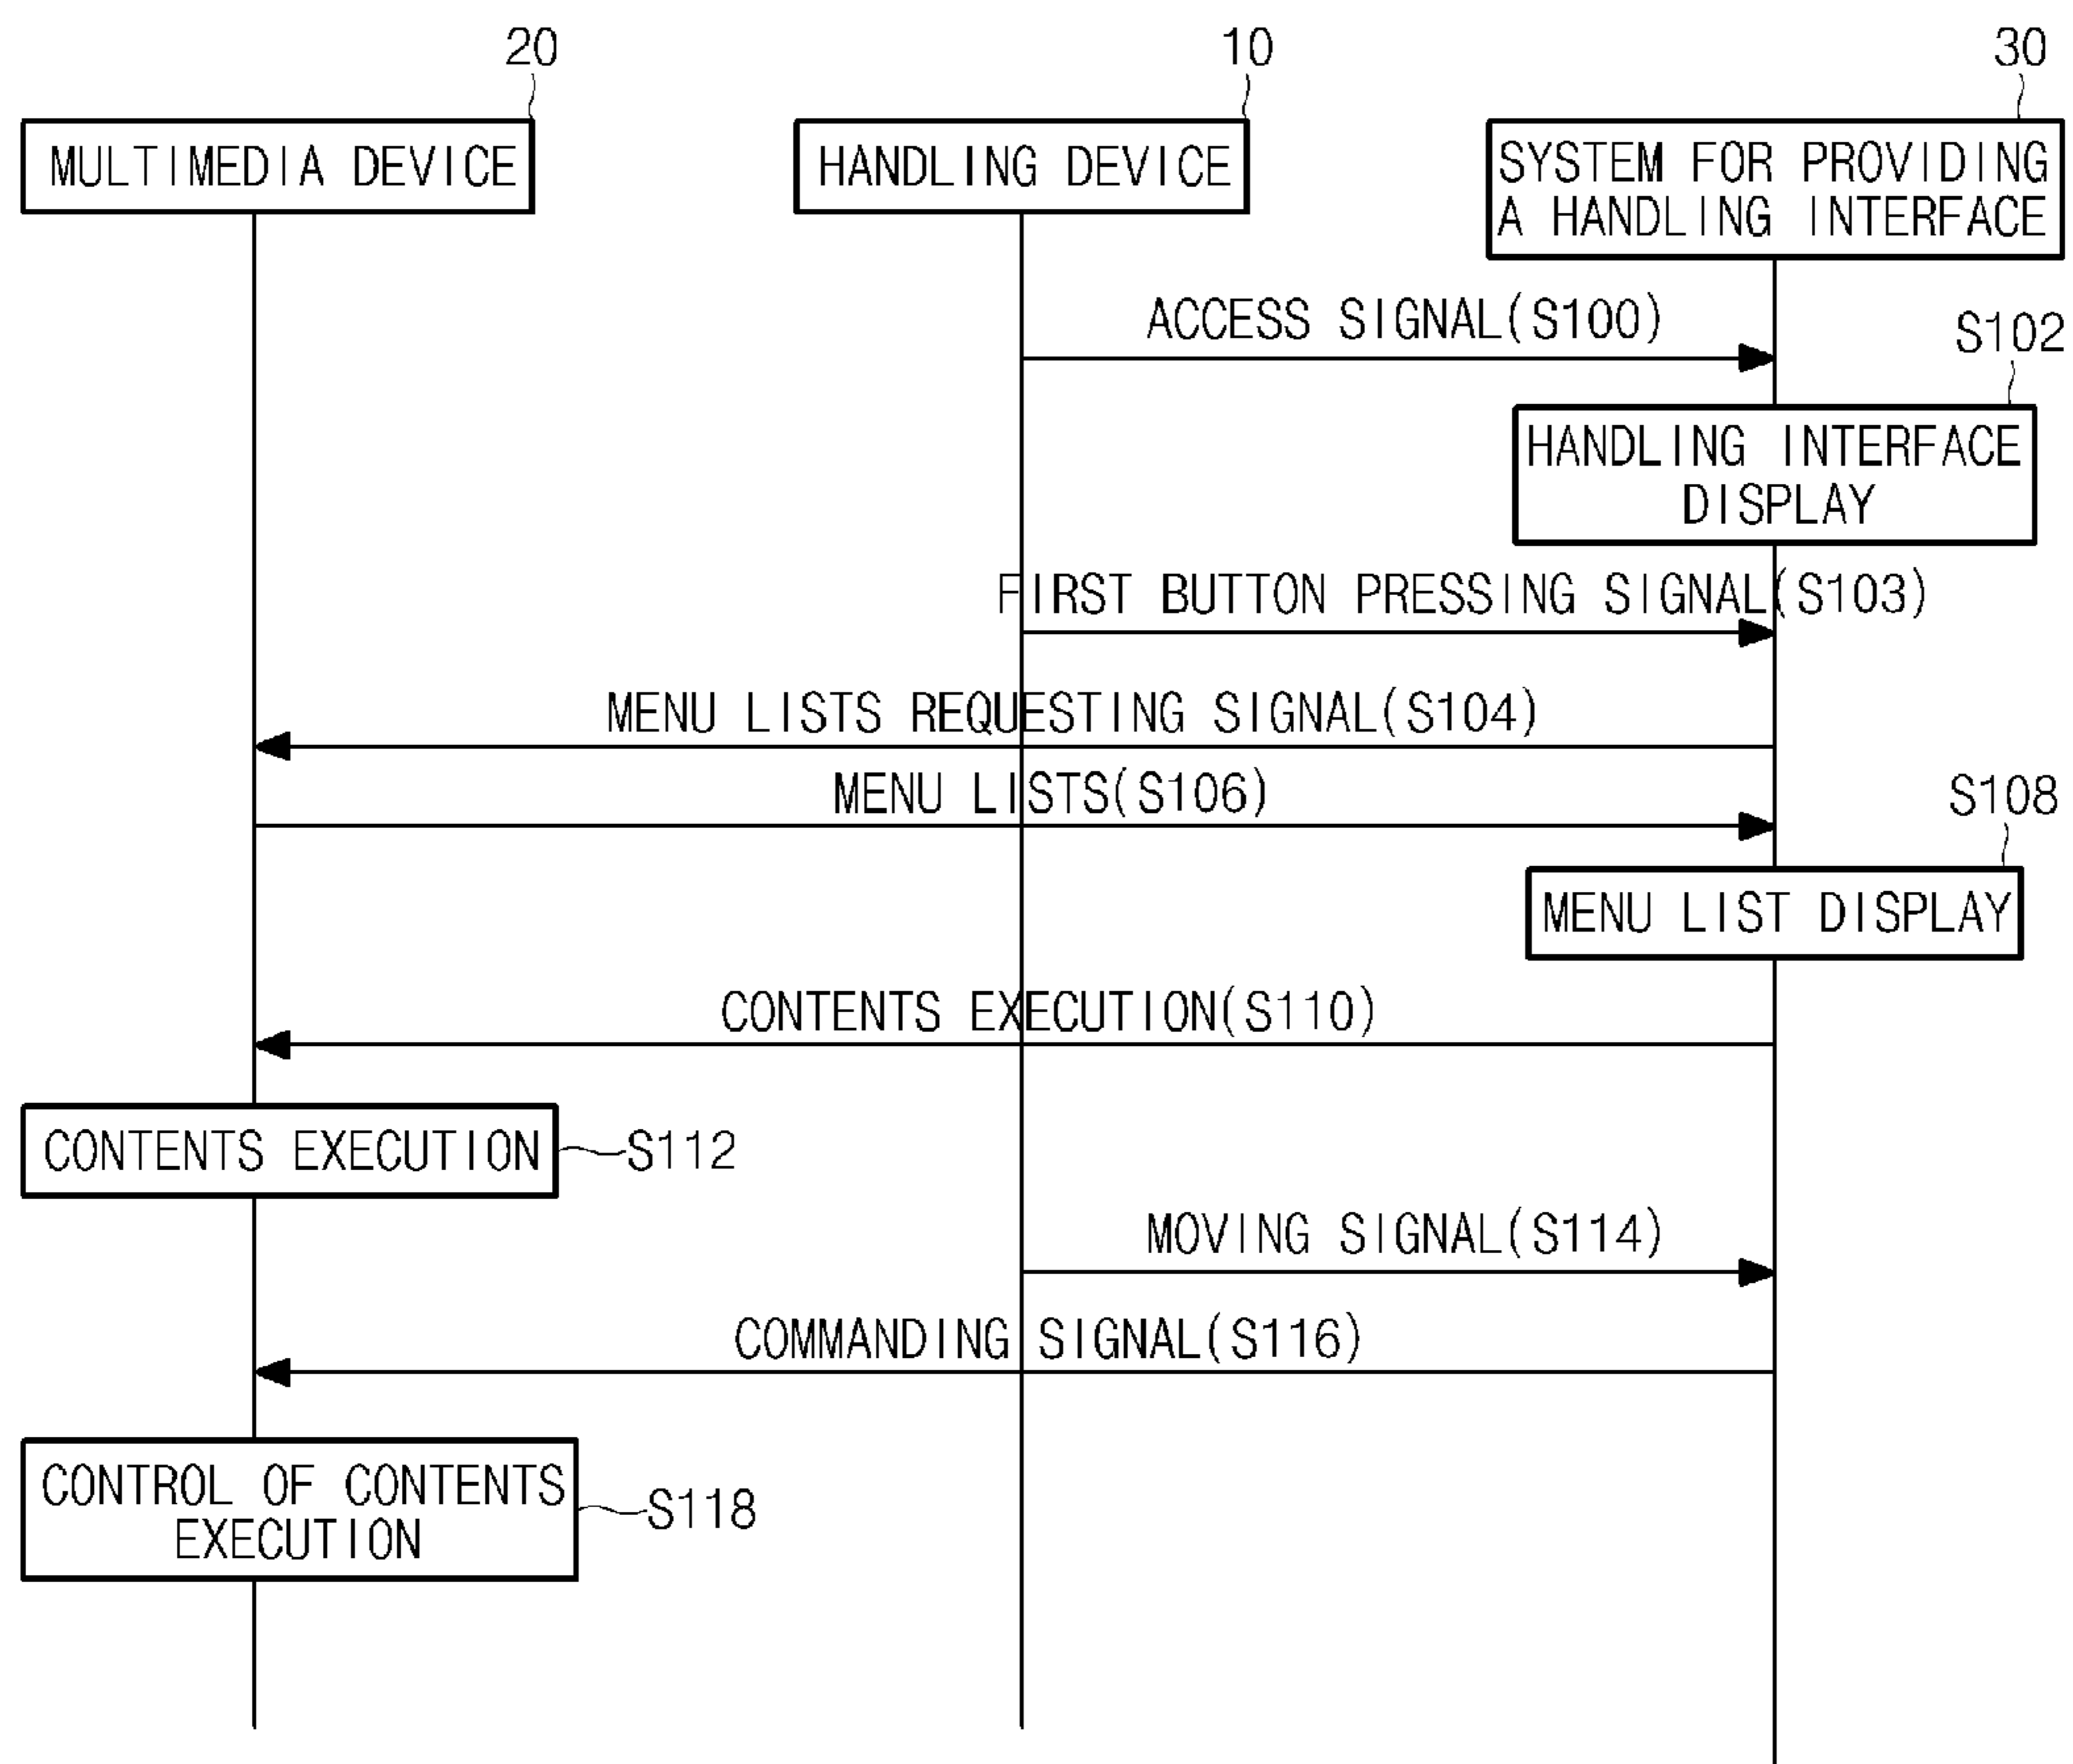 20
10
30
MULTIMEDIA DEVICE
HANDLING DEVICE
SYSTEM FOR PROVIDING
A HANDLING INTERFACE
ACCESS SIGNAL(S100)
S102
HANDLING INTERFACE
DISPLAY
FIRST BUTTON PRESSING SIGNAL(S103)
MENU LISTS REQUESTING SIGNAL(S104)
MENU LISTS(S106)
S108
MENU LIST DISPLAY
CONTENTS EXECUTION(S110)
CONTENTS EXECUTION
S112
MOVING SIGNAL(S114)
COMMANDING SIGNAL(S116)
CONTROL OF CONTENTS
EXECUTION
S118